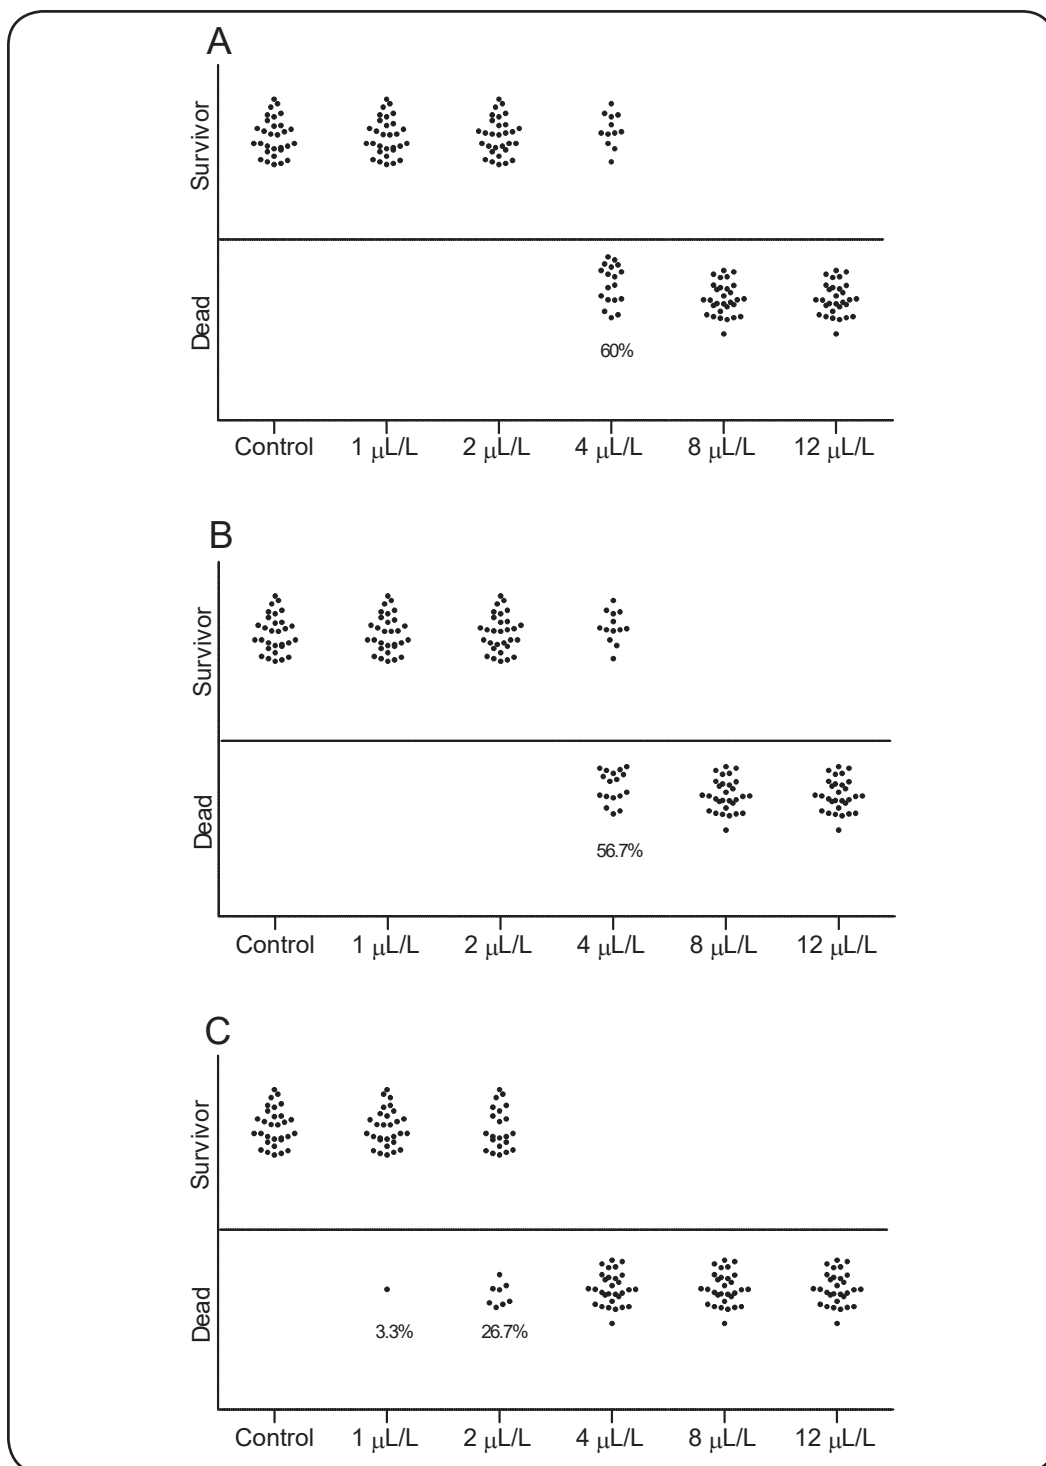 A
Survivor
Dead
60%
Control 1 μL/L 2 μL/L 4 μL/L 8 μL/L 12 μL/L
B
Survivor
Dead
56.7%
Control 1 μL/L 2 μL/L 4 μL/L 8 μL/L 12 μL/L
C
Survivor
Dead
3.3% 26.7%
Control 1 μL/L 2 μL/L 4 μL/L 8 μL/L 12 μL/L